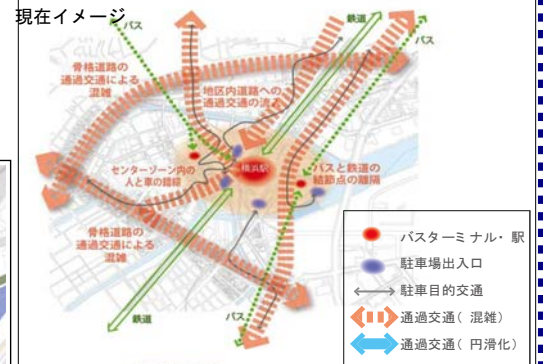 現在イメージ
バス
鉄道
バス
骨格道路の
通過交通による
混雑
地区内道路への
通過交通の流入
センターゾーン内の
人と車の錯綜
横浜駅
バスと鉄道の
結節点の離隔
骨格道路の
通過交通による
混雑
鉄道
バス
バスターミナル・駅
駐車場出入口
駐車目的交通
通過交通(混雑)
通過交通(円滑化)